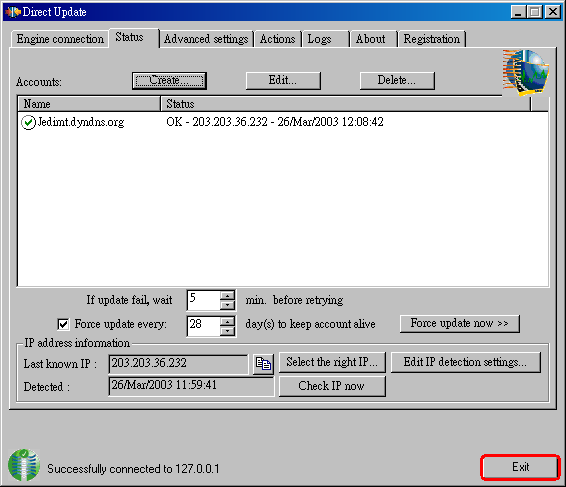 Direct Update
Engine connection Status Advanced settings Actions Logs About Registration
Accounts: Create... Edit... Delete...
Name Status
Jedimt.dyndns.org OK - 203.203.36.232 - 26/Mar/2003 12:08:42
If update fail, wait 5 min. before retrying
Force update every: 28 day(s) to keep account alive Force update now >>
IP address information
Last known IP : 203.203.36.232 Select the right IP... Edit IP detection settings...
Detected : 26/Mar/2003 11:59:41 Check IP now
Successfully connected to 127.0.0.1 Exit